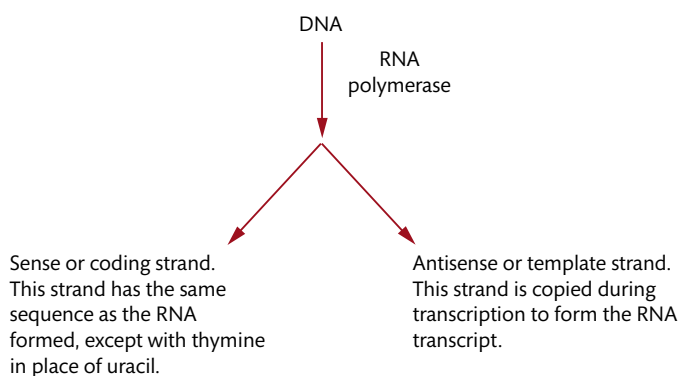 DNA
RNA
polymerase
Sense or coding strand.
This strand has the same
sequence as the RNA
formed, except with thymine
in place of uracil.
Antisense or template strand.
This strand is copied during
transcription to form the RNA
transcript.